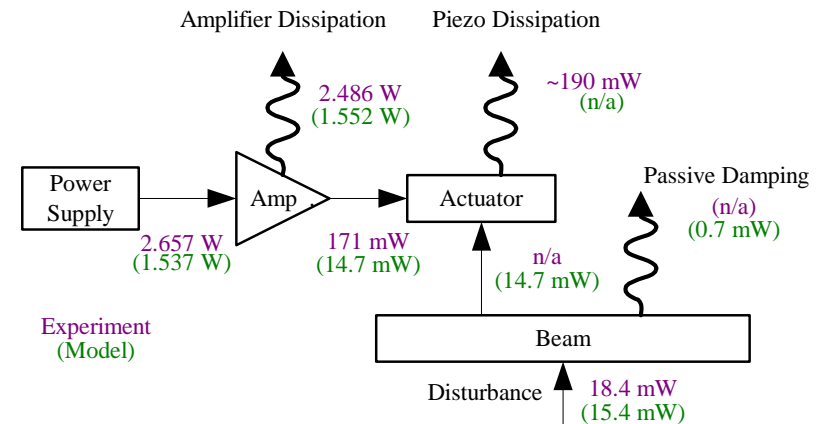 Amplifier Dissipation
Piezo Dissipation
2.486 W
(1.552 W)
~190 mW
(n/a)
Power
Supply
Amp .
Actuator
Passive Damping
(n/a)
(0.7 mW)
2.657 W
(1.537 W)
171 mW
(14.7 mW)
n/a
(14.7 mW)
Experiment
(Model)
Beam
Disturbance
18.4 mW
(15.4 mW)